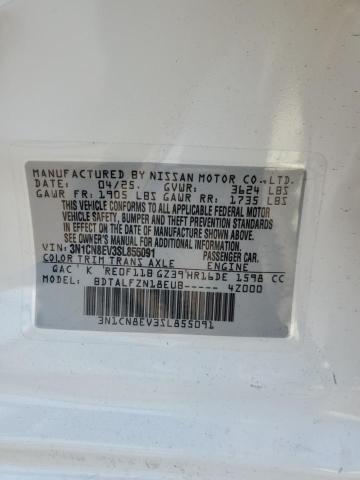 MANUFACTURED BY NISSAN MOTOR CO.,LTD.
DATE: 04/25. GVWR: 3624 LBS
GAWR FR: 1905 LBS GAWR RR: 1735 LBS
THIS VEHICLE CONFORMS TO ALL APPLICABLE FEDERAL MOTOR
VEHICLE SAFETY, BUMPER AND THEFT PREVENTION
STANDARDS IN EFFECT ON THE DATE OF MANUFACTURE SHOWN ABOVE.
SEE OWNER'S MANUAL FOR ADDITIONAL INFORMATION.
VIN: 3N1CN8EV3SL855091 PASSENGER CAR.
COLOR TRIM TRANS AXLE ENGINE
GAC K RE0F11B GZ39 HR16DE 1598 CC
MODEL: BDTALFZN18EUB----- 4Z000
3N1CN8EV3SL855091